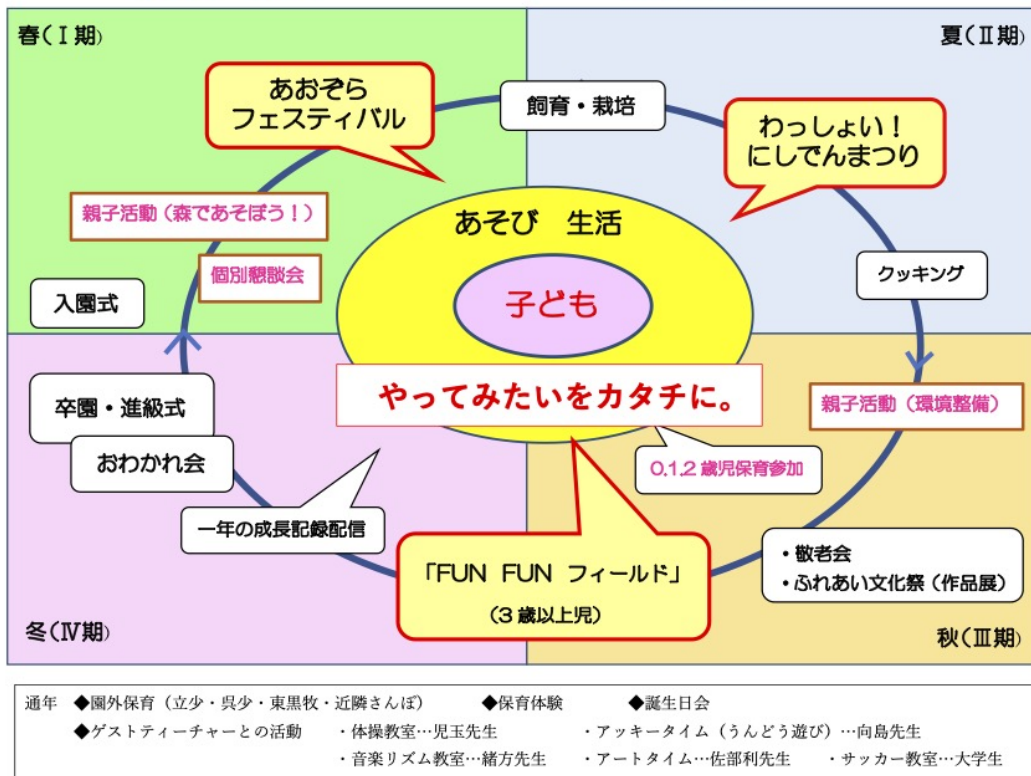 春(Ⅰ期)
夏(Ⅱ期)
あおぞら
フェスティバル
飼育・栽培
わっしょい！
にしでんまつり
親子活動（森であそぼう！）
個別懇談会
入園式
あそび　生活
子ども
クッキング
やってみたいをカタチに。
卒園・進級式
おわかれ会
親子活動（環境整備）
0.1.2歳児保育参加
一年の成長記録配信
「FUN FUN フィールド」
（3歳以上児）
・敬老会
・ふれあい文化祭（作品展）
冬(Ⅳ期)
秋(Ⅲ期)
通年　◆園外保育（立少・呉少・東黒牧・近隣さんぽ）　◆保育体験　◆誕生日会
◆ゲストティーチャーとの活動　・体操教室…児玉先生　・アッキータイム（うんどう遊び）…向島先生
・音楽リズム教室…緒方先生　・アートタイム…佐部利先生　・サッカー教室…大学生